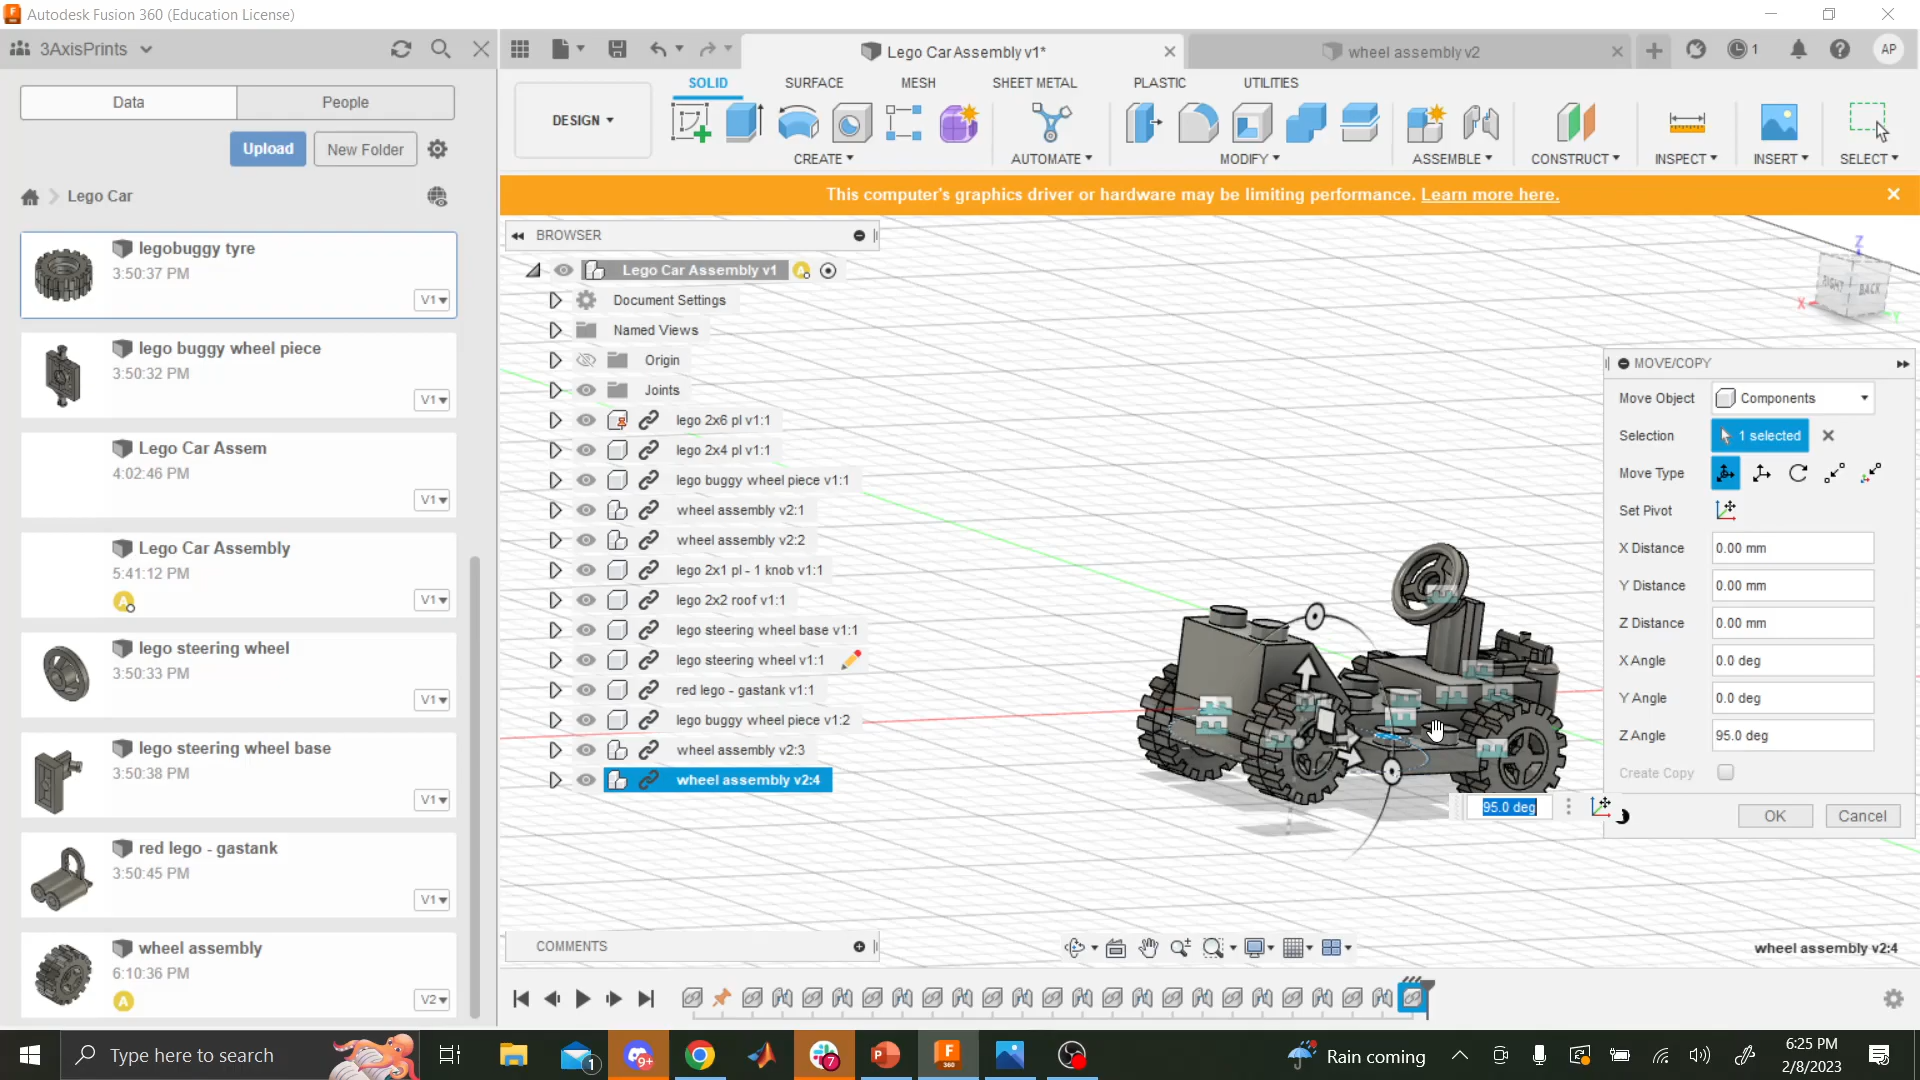 Autodesk Fusion 360 (Education License)
3AxisPrints
Lego Car Assembly v1*
wheel assembly v2
1
AP
Data
People
Upload
New Folder
Lego Car
legobuggy tyre
3:50:37 PM
V1
lego buggy wheel piece
3:50:32 PM
V1
Lego Car Assem
4:02:46 PM
V1
Lego Car Assembly
5:41:12 PM
A
V1
lego steering wheel
3:50:33 PM
V1
lego steering wheel base
3:50:38 PM
V1
red lego - gastank
3:50:45 PM
V1
wheel assembly
6:10:36 PM
A
V2
SOLID
SURFACE
MESH
SHEET METAL
PLASTIC
UTILITIES
DESIGN
CREATE
AUTOMATE
MODIFY
ASSEMBLE
CONSTRUCT
INSPECT
INSERT
SELECT
This computer's graphics driver or hardware may be limiting performance. Learn more here.
BROWSER
Lego Car Assembly v1
Document Settings
Named Views
Origin
Joints
lego 2x6 pl v1:1
lego 2x4 pl v1:1
lego buggy wheel piece v1:1
wheel assembly v2:1
wheel assembly v2:2
lego 2x1 pl - 1 knob v1:1
lego 2x2 roof v1:1
lego steering wheel base v1:1
lego steering wheel v1:1
red lego - gastank v1:1
lego buggy wheel piece v1:2
wheel assembly v2:3
wheel assembly v2:4
Z
RIGHT
BACK
X
Y
MOVE/COPY
Move Object
Components
Selection
1 selected
Move Type
Set Pivot
X Distance
0.00 mm
Y Distance
0.00 mm
Z Distance
0.00 mm
X Angle
0.0 deg
Y Angle
0.0 deg
Z Angle
95.0 deg
Create Copy
OK
Cancel
95.0 deg
COMMENTS
wheel assembly v2:4
Type here to search
1
9+
7
F
360
Rain coming
6:25 PM
2/8/2023